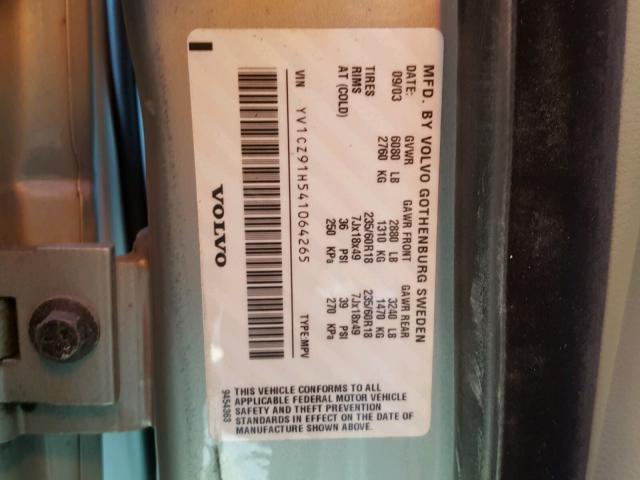 MFD. BY VOLVO GOTHENBURG SWEDEN
DATE: GVWR GAWR FRONT GAWR REAR
09/03 6080 LB 2880 LB 3240 LB
2760 KG 1310 KG 1470 KG
TIRES 235/60R18 235/60R18
RIMS 7Jx18x49 7Jx18x49
AT (COLD) 36 PSI 39 PSI
250 KPa 270 KPa
VIN YV1CZ91H541064265 TYPE:MPV
VOLVO
THIS VEHICLE CONFORMS TO ALL
APPLICABLE FEDERAL MOTOR VEHICLE
SAFETY AND THEFT PREVENTION
STANDARDS IN EFFECT ON THE DATE OF
MANUFACTURE SHOWN ABOVE.
9454363